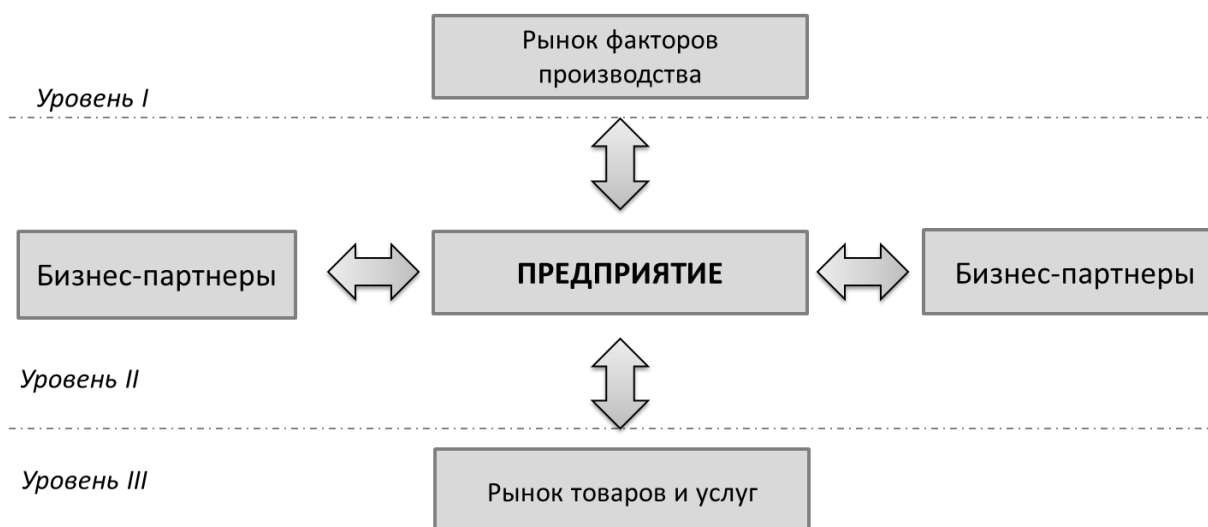 Рынок факторов
производства
Уровень I
Бизнес-партнеры
ПРЕДПРИЯТИЕ
Бизнес-партнеры
Уровень II
Уровень III
Рынок товаров и услуг